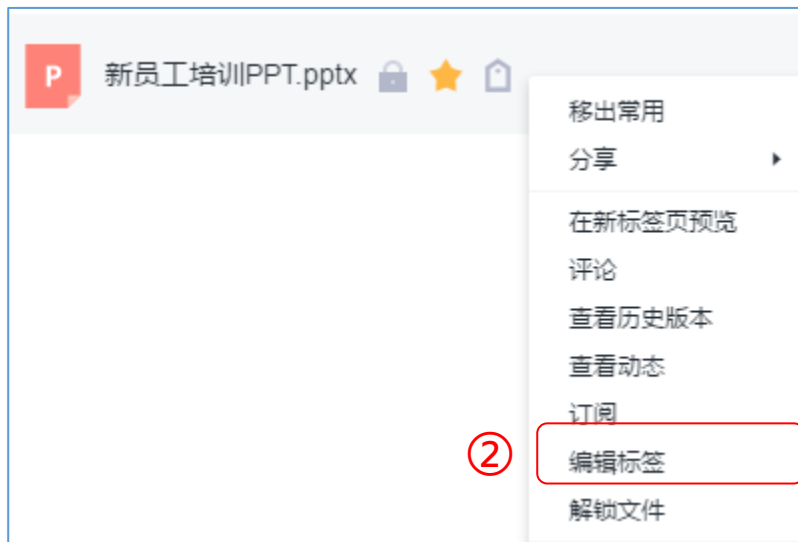 P 新员工培训PPT.pptx
移出常用
分享
在新标签页预览
评论
查看历史版本
查看动态
订阅
② 编辑标签
解锁文件